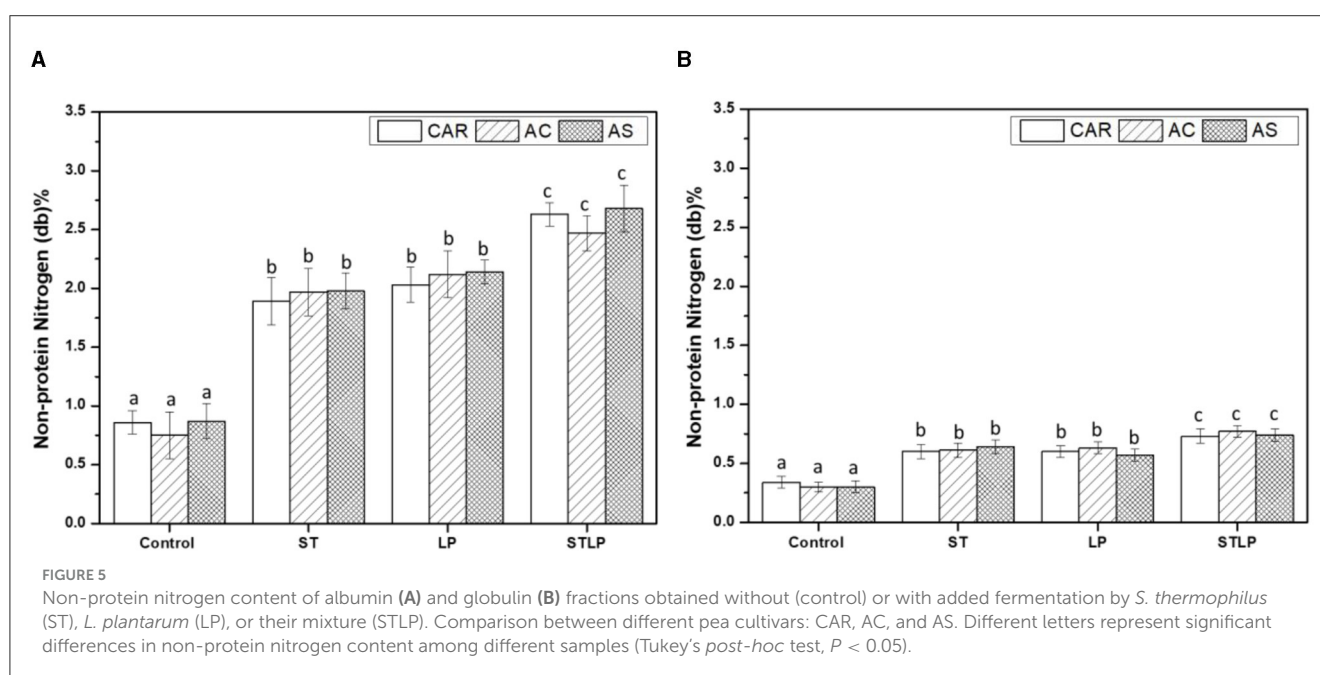 A
3.5
3.0
2.5
2.0
1.5
1.0
0.5
0.0
Non-protein Nitrogen (db)%
CAR AC AS
a a a
b b b
b b b
c c c
Control ST LP STLP
B
3.5
3.0
2.5
2.0
1.5
1.0
0.5
0.0
Non-protein Nitrogen (db)%
CAR AC AS
a a a
b b b
b b b
c c c
Control ST LP STLP
FIGURE 5
Non-protein nitrogen content of albumin (A) and globulin (B) fractions obtained without (control) or with added fermentation by S. thermophilus
(ST), L. plantarum (LP), or their mixture (STLP). Comparison between different pea cultivars: CAR, AC, and AS. Different letters represent significant
differences in non-protein nitrogen content among different samples (Tukey's post-hoc test, P < 0.05).